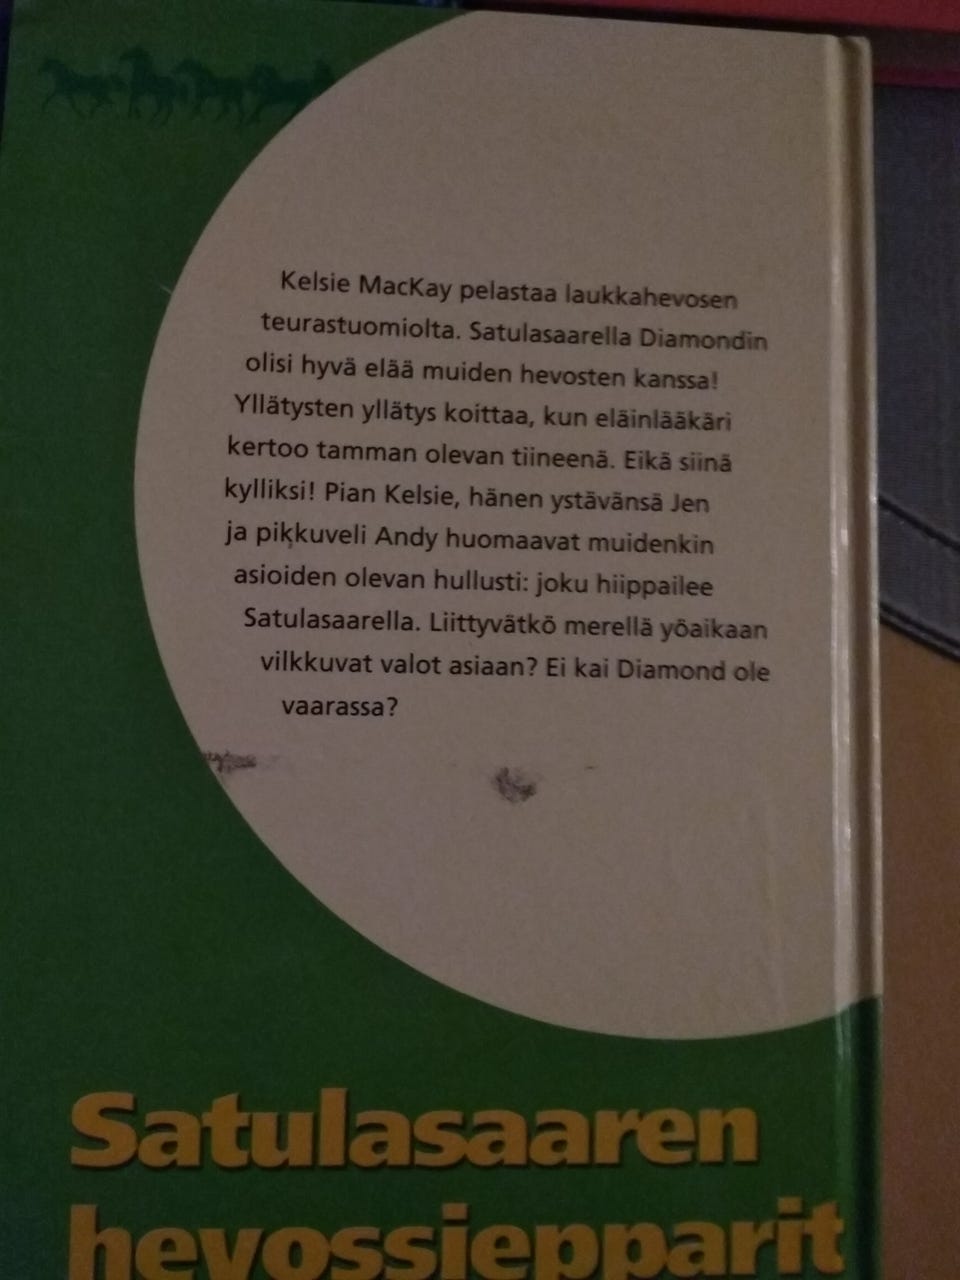 Kelsie MacKay pelastaa laukkahevosen
teurastuomiolta. Satulasaarella Diamondin
olisi hyvä elää muiden hevosten kanssa!
Yllätysten yllätys koittaa, kun eläinlääkäri
kertoo tamman olevan tiineenä. Eikä siinä
kylliksi! Pian Kelsie, hänen ystävänsä Jen
ja pikkuveli Andy huomaavat muidenkin
asioiden olevan hullusti: joku hiippailee
Satulasaarella. Liittyvätkö merellä yöaikaan
vilkkuvat valot asiaan? Ei kai Diamond ole
vaarassa?
Satulasaaren
hevossiepparit